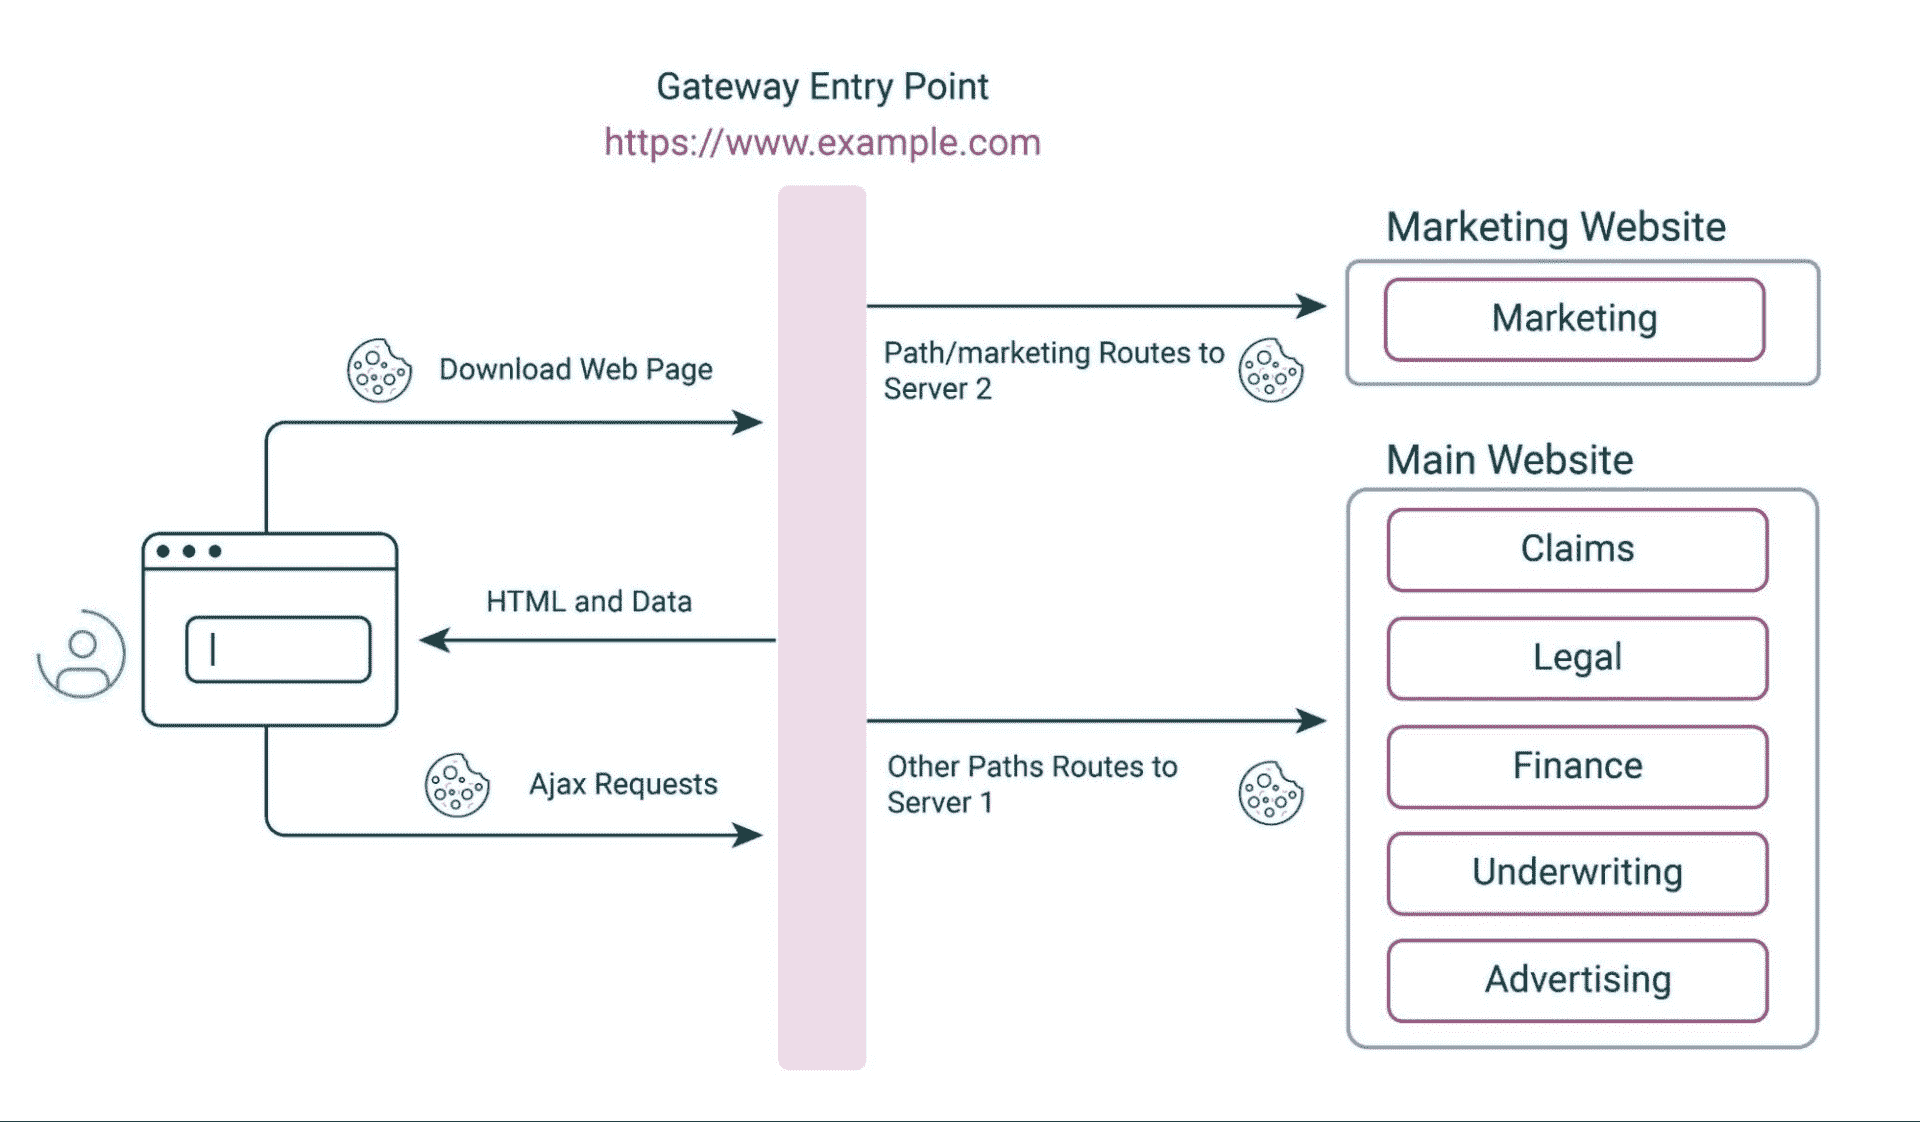 Gateway Entry Point
https://www.example.com
Marketing Website
Marketing
Download Web Page
Path/marketing Routes to
Server 2
Main Website
Claims
HTML and Data
Legal
Finance
Ajax Requests
Other Paths Routes to
Server 1
Underwriting
Advertising